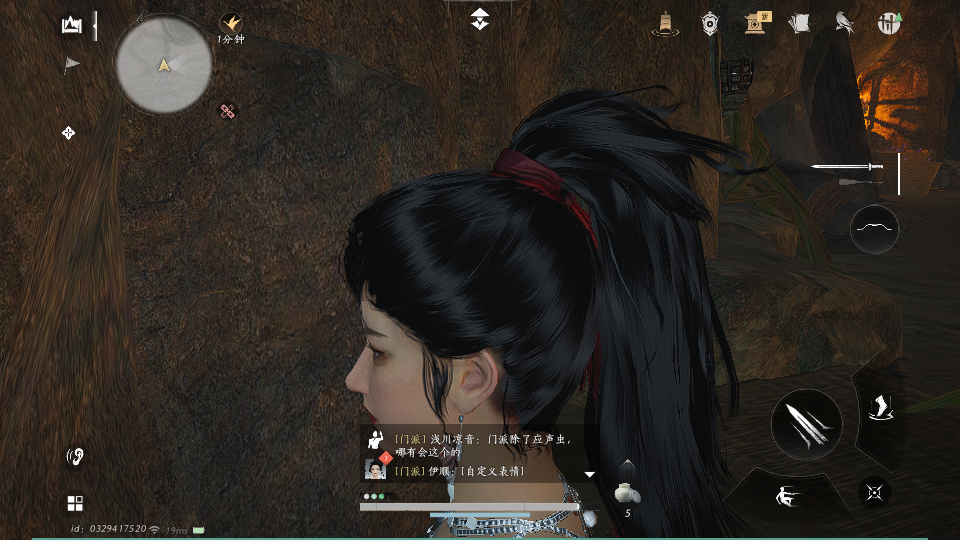 新
1分钟
[门派] 浅川凉音：门派除了应声虫，
哪有会这个的
[门派] 伊顺：[自定义表情]
5
id：0329417520
19ms